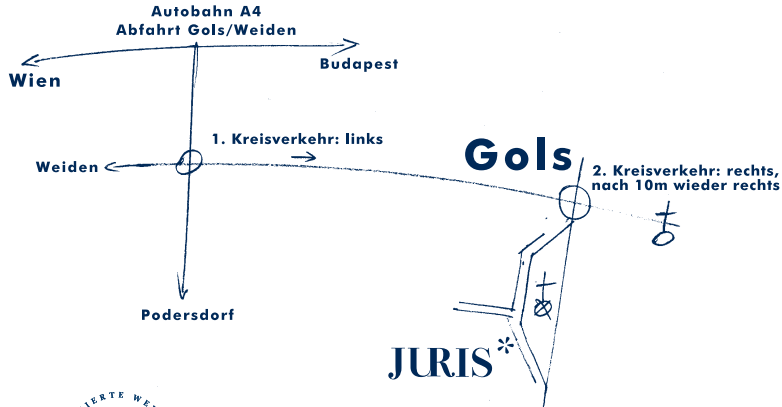 Autobahn A4
Abfahrt Gols/Weiden
Wien
Budapest
1. Kreisverkehr: links
Weiden
Gols
2. Kreisverkehr: rechts,
nach 10m wieder rechts
Podersdorf
JURIS*